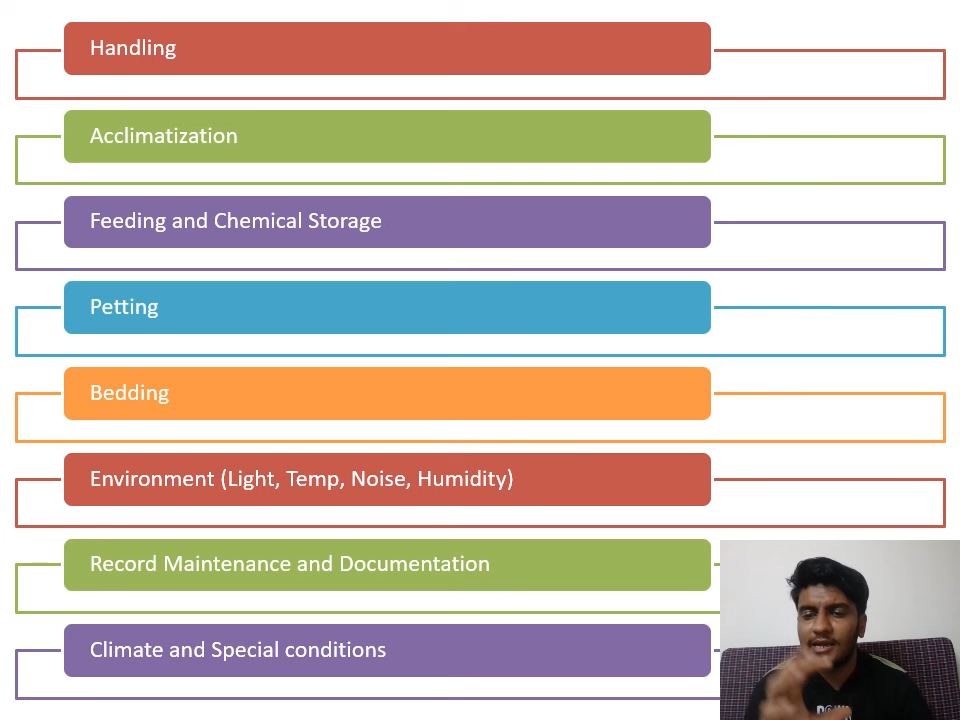 Handling
Acclimatization
Feeding and Chemical Storage
Petting
Bedding
Environment (Light, Temp, Noise, Humidity)
Record Maintenance and Documentation
Climate and Special conditions